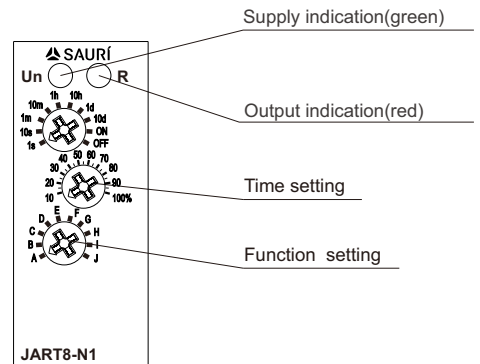 Supply indication(green)
SAURÍ
Un R
Output indication(red)
1s 10s 1m 10m 1h 10h 1d 10d ON OFF
Time setting
10 20 30 40 50 60 70 80 90 100%
Function setting
A B C D E F G H I J
JART8-N1